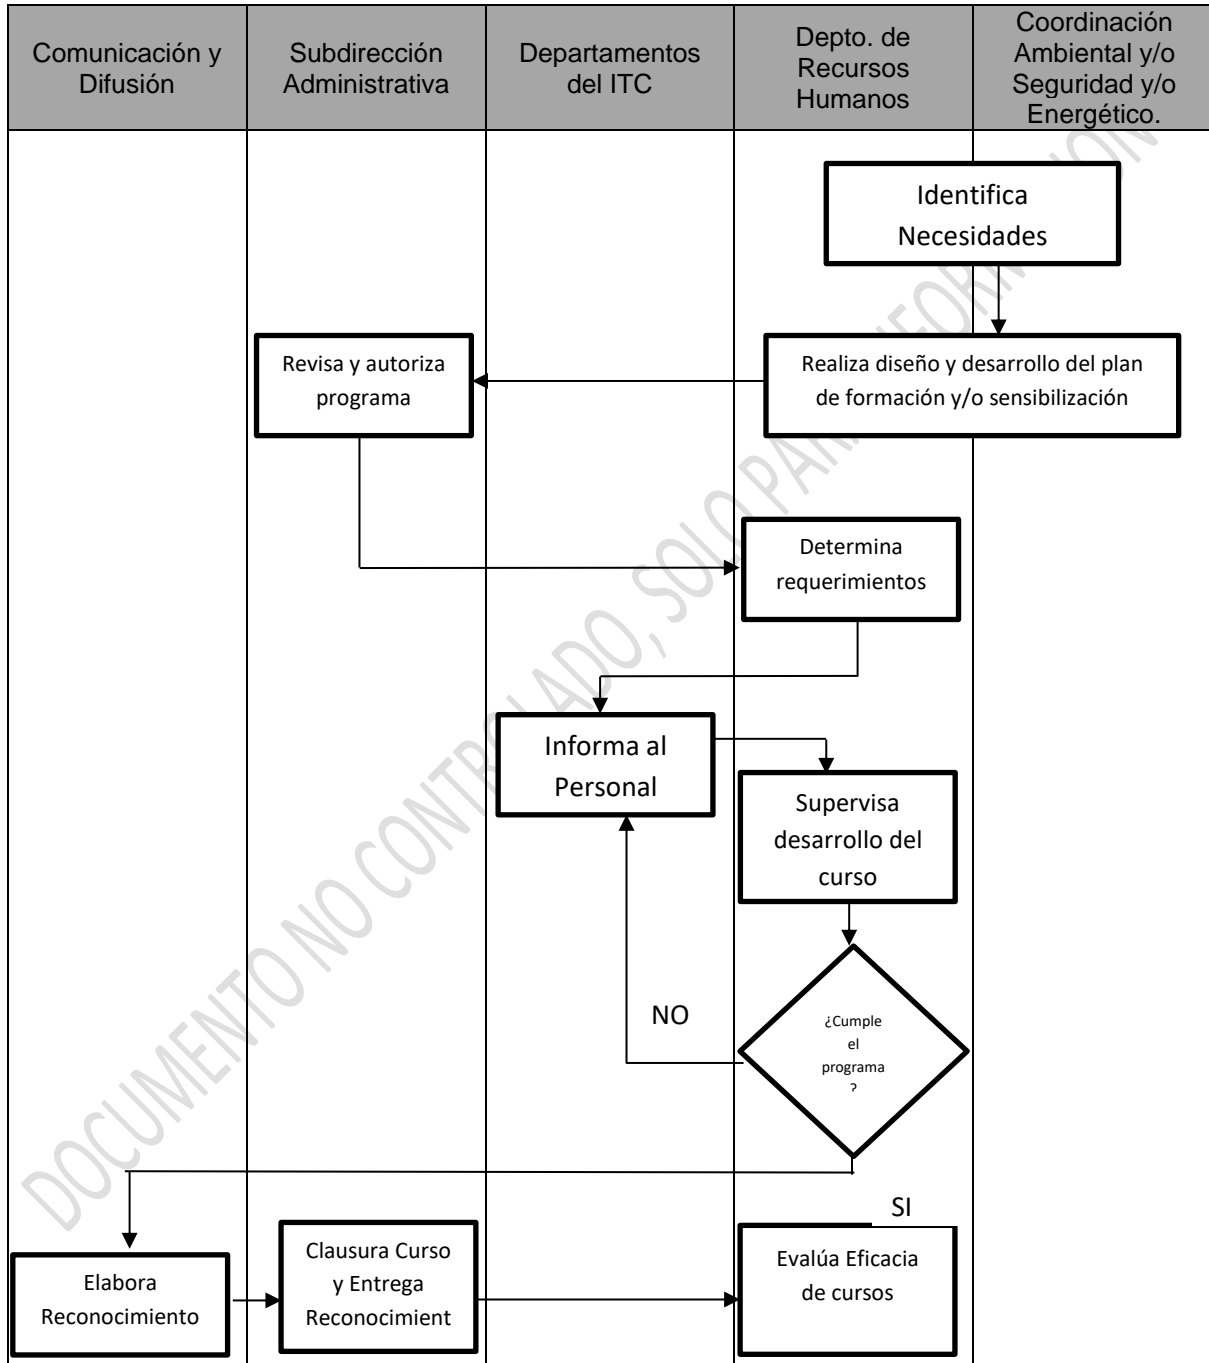 Comunicación y
Difusión
Subdirección
Administrativa
Departamentos
del ITC
Depto. de
Recursos
Humanos
Coordinación
Ambiental y/o
Seguridad y/o
Energético.
Identifica
Necesidades
Revisa y autoriza
programa
Realiza diseño y desarrollo del plan
de formación y/o sensibilización
Determina
requerimientos
Informa al
Personal
Supervisa
desarrollo del
curso
NO
¿Cumple
el
programa
?
SI
Elabora
Reconocimiento
Clausura Curso
y Entrega
Reconocimient
Evalúa Eficacia
de cursos
DOCUMENTO NO CONTROLADO, SOLO PARA INFORMACION